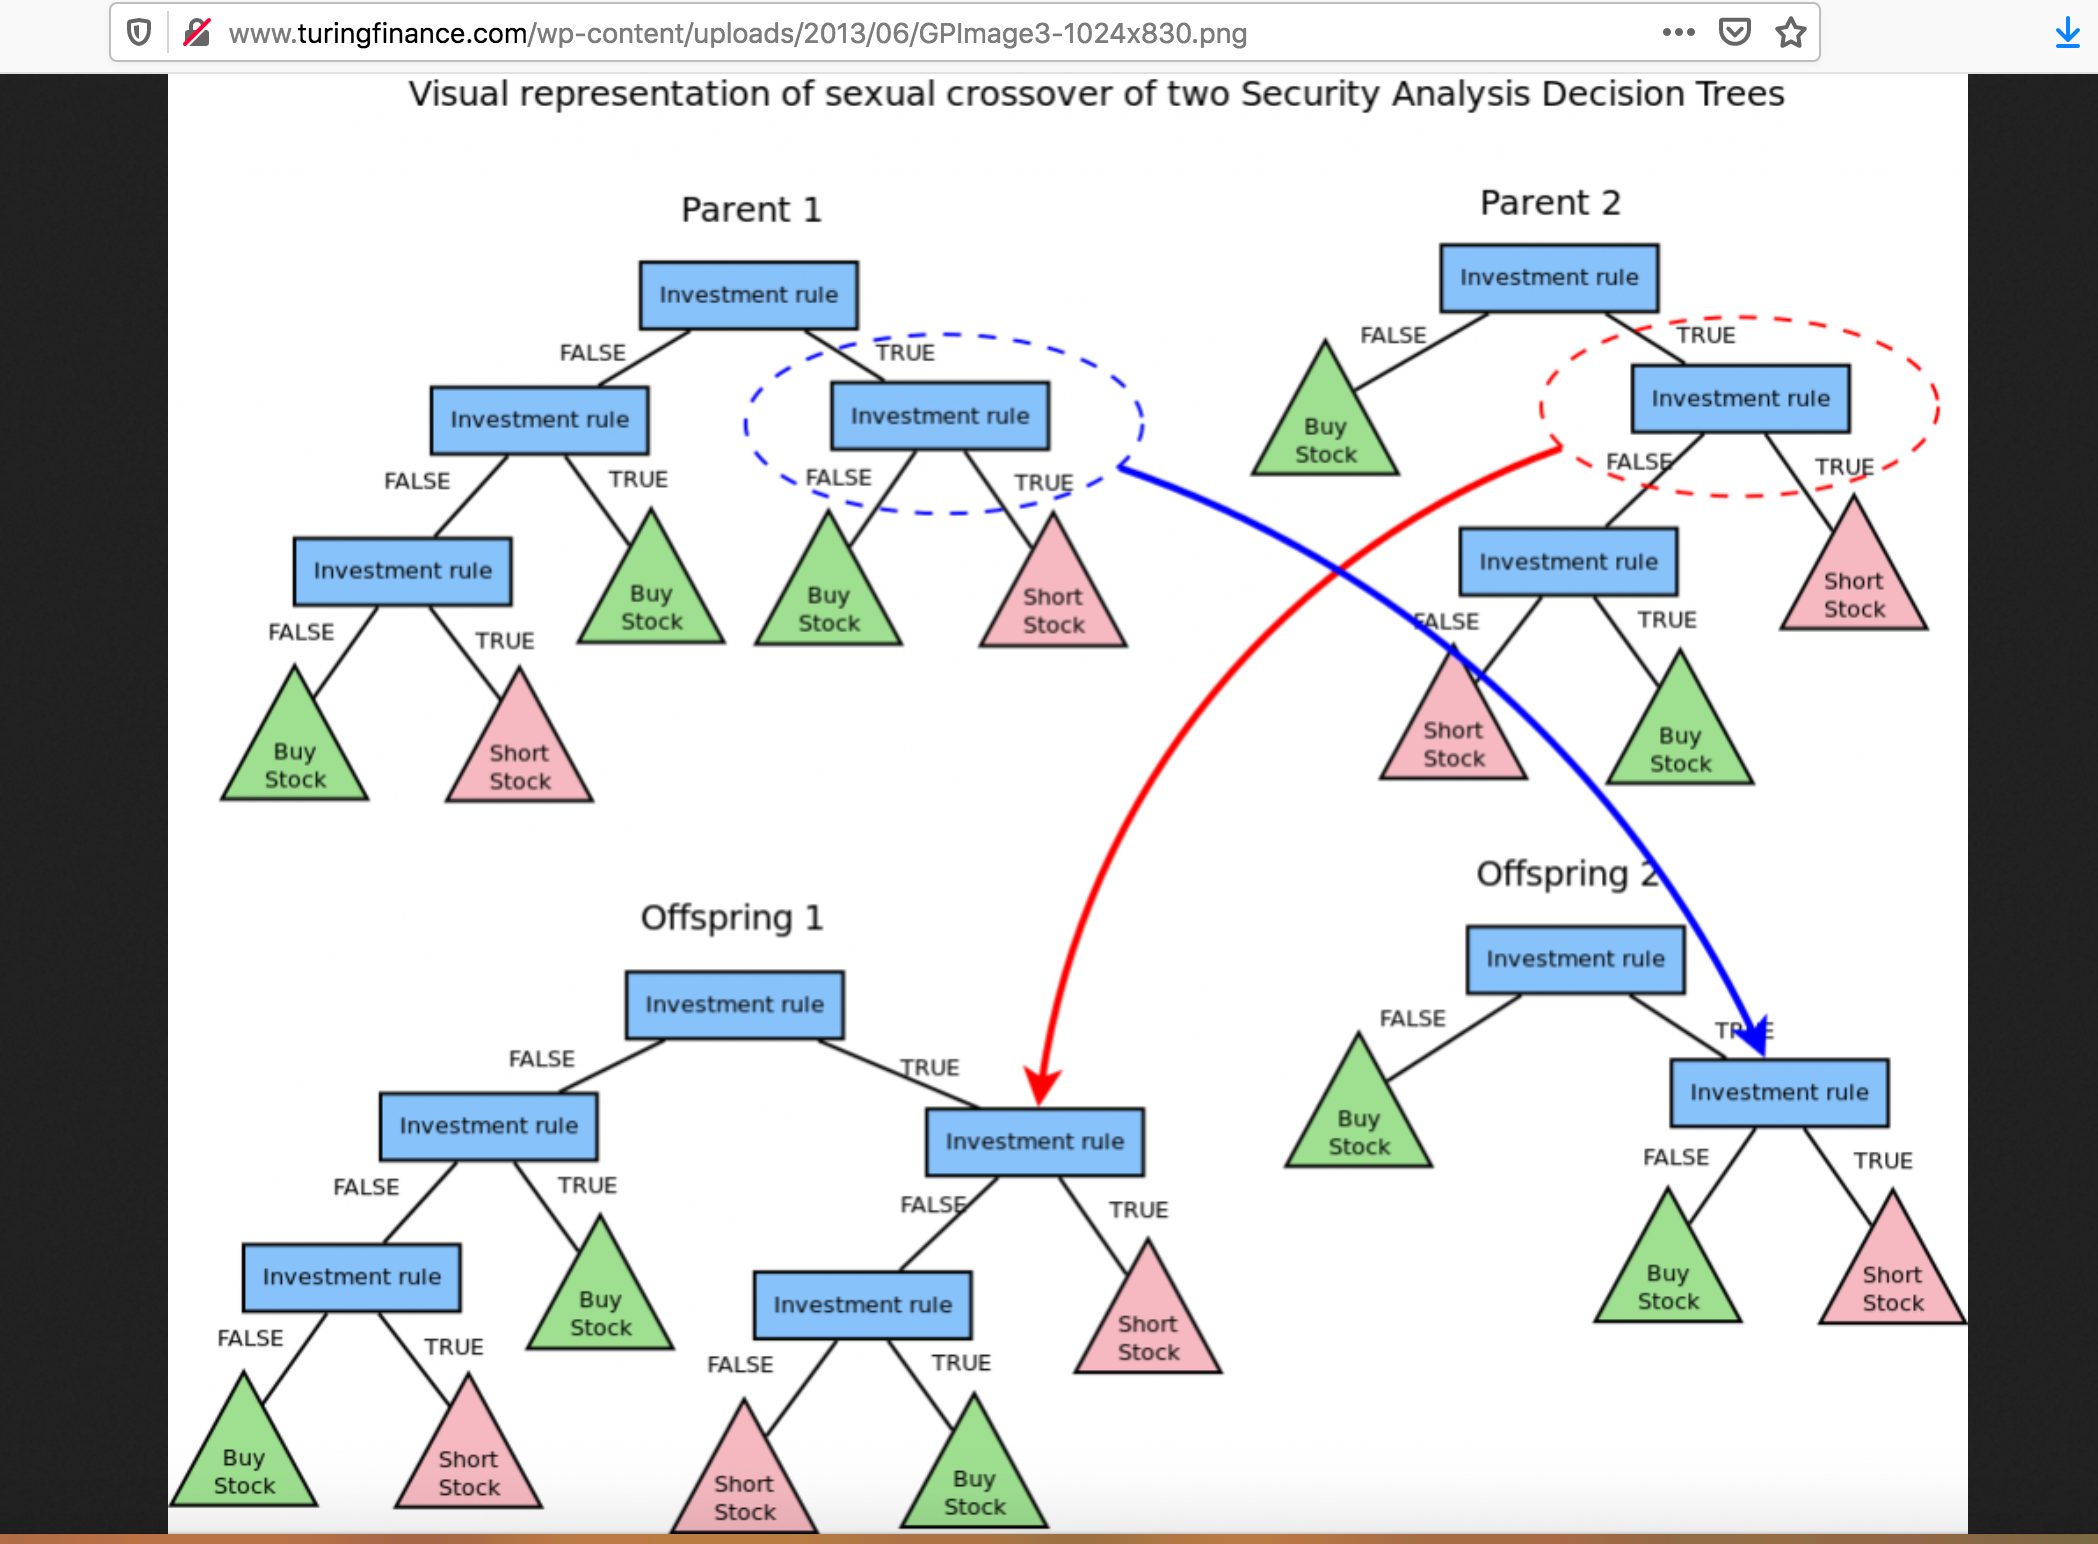 www.turingfinance.com/wp-content/uploads/2013/06/GPImage3-1024x830.png
Visual representation of sexual crossover of two Security Analysis Decision Trees
Parent 1
Investment rule
FALSE
TRUE
Investment rule
Investment rule
FALSE
TRUE
FALSE
TRUE
Investment rule
Buy
Stock
Buy
Stock
Short
Stock
FALSE
TRUE
Buy
Stock
Short
Stock
Parent 2
Investment rule
FALSE
TRUE
Buy
Stock
Investment rule
FALSE
TRUE
Investment rule
Short
Stock
FALSE
TRUE
Short
Stock
Buy
Stock
Offspring 1
Investment rule
FALSE
TRUE
Investment rule
Investment rule
FALSE
TRUE
FALSE
TRUE
Investment rule
Buy
Stock
Investment rule
Short
Stock
FALSE
TRUE
FALSE
TRUE
Buy
Stock
Short
Stock
Short
Stock
Buy
Stock
Offspring 2
Investment rule
FALSE
TRUE
Buy
Stock
Investment rule
FALSE
TRUE
Buy
Stock
Short
Stock